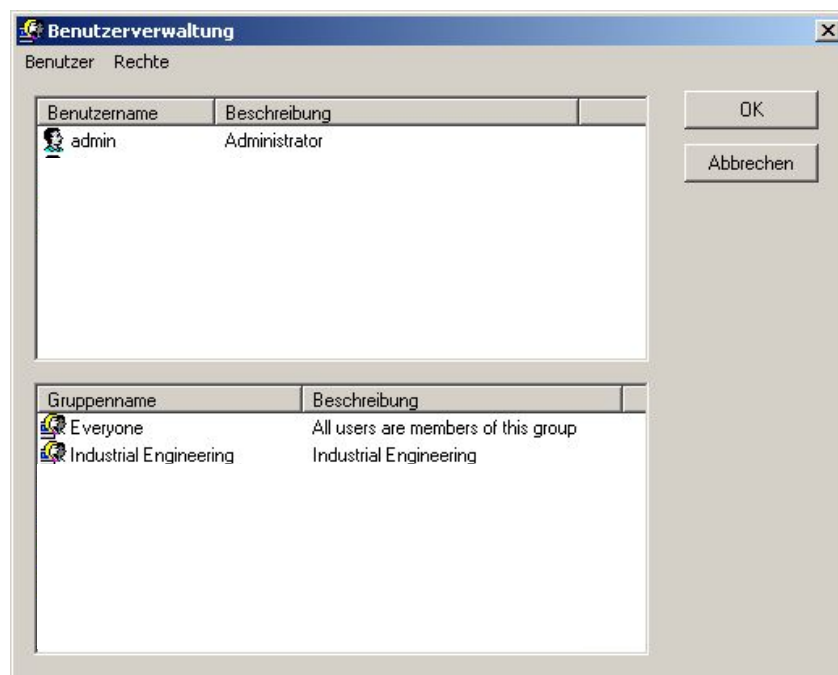 Benutzerverwaltung
Benutzer Rechte
Benutzername Beschreibung
admin Administrator
OK
Abbrechen
Gruppenname Beschreibung
Everyone All users are members of this group
Industrial Engineering Industrial Engineering